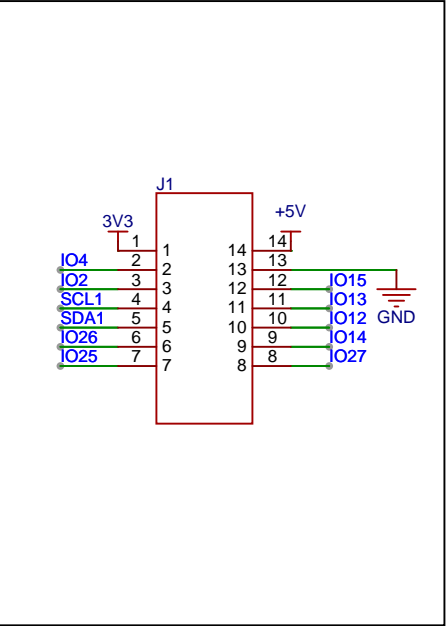 J1
3V3 +5V
1 1 14 14
IO4 2 2 13 13
IO2 3 3 12 12 IO15
SCL1 4 4 11 11 IO13
SDA1 5 5 10 10 IO12 GND
IO26 6 6 9 9 IO14
IO25 7 7 8 8 IO27